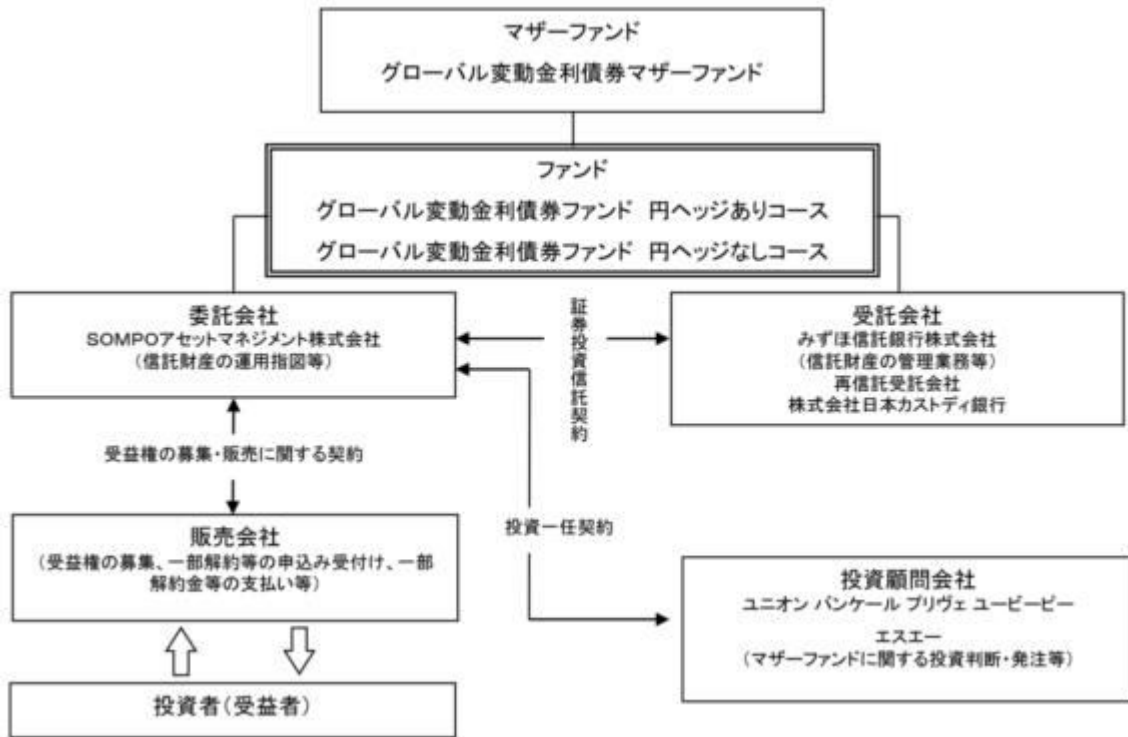 マザーファンド
グローバル変動金利債券マザーファンド
ファンド
グローバル変動金利債券ファンド 円ヘッジありコース
グローバル変動金利債券ファンド 円ヘッジなしコース
委託会社
SOMPOアセットマネジメント株式会社
(信託財産の運用指図等)
証券投資信託契約
受託会社
みずほ信託銀行株式会社
(信託財産の管理業務等)
再信託受託会社
株式会社日本カストディ銀行
受益権の募集・販売に関する契約
投資一任契約
販売会社
(受益権の募集、一部解約等の申込み受付け、一部
解約金等の支払い等)
投資顧問会社
ユニオン バンケール プリヴェ ユービーピー
エスエー
(マザーファンドに関する投資判断・発注等)
投資者(受益者)